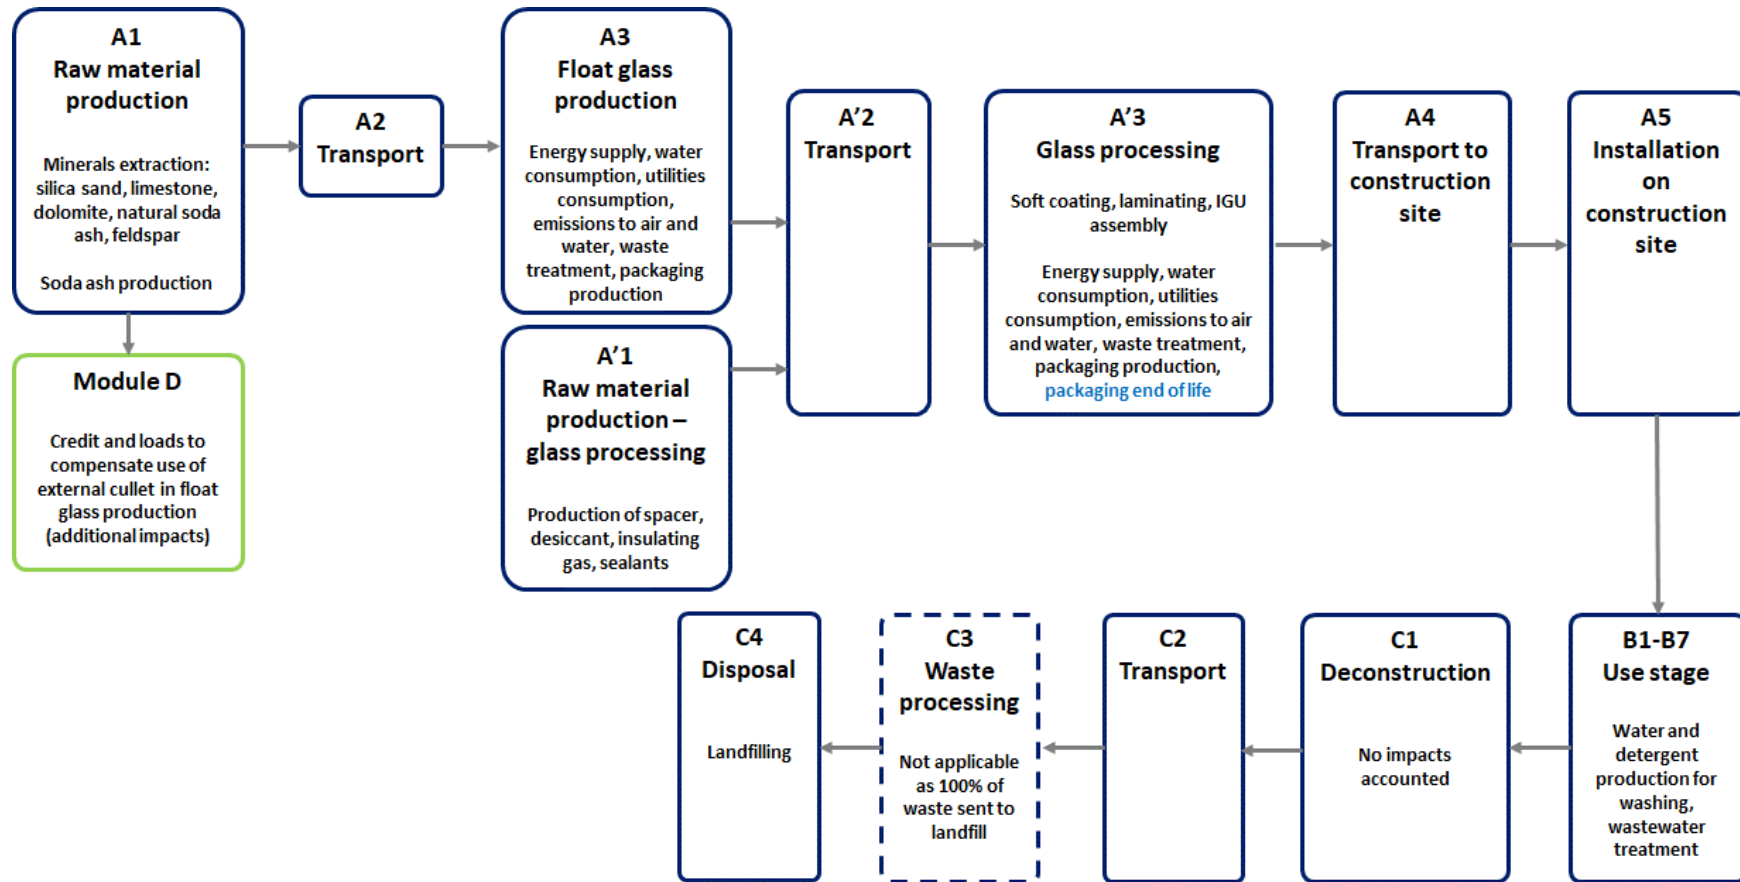 A1
Raw material
production
Minerals extraction:
silica sand, limestone,
dolomite, natural soda
ash, feldspar
Soda ash production
A2
Transport
A3
Float glass
production
Energy supply, water
consumption, utilities
consumption,
emissions to air and
water, waste
treatment, packaging
production
A'1
Raw material
production –
glass processing
Production of spacer,
desiccant, insulating
gas, sealants
A'2
Transport
A'3
Glass processing
Soft coating, laminating, IGU
assembly
Energy supply, water
consumption, utilities
consumption, emissions to air
and water, waste treatment,
packaging production,
packaging end of life
A4
Transport to
construction
site
A5
Installation
on
construction
site
Module D
Credit and loads to
compensate use of
external cullet in float
glass production
(additional impacts)
B1-B7
Use stage
Water and
detergent
production for
washing,
wastewater
treatment
C1
Deconstruction
No impacts
accounted
C2
Transport
C3
Waste
processing
Not applicable
as 100% of
waste sent to
landfill
C4
Disposal
Landfilling